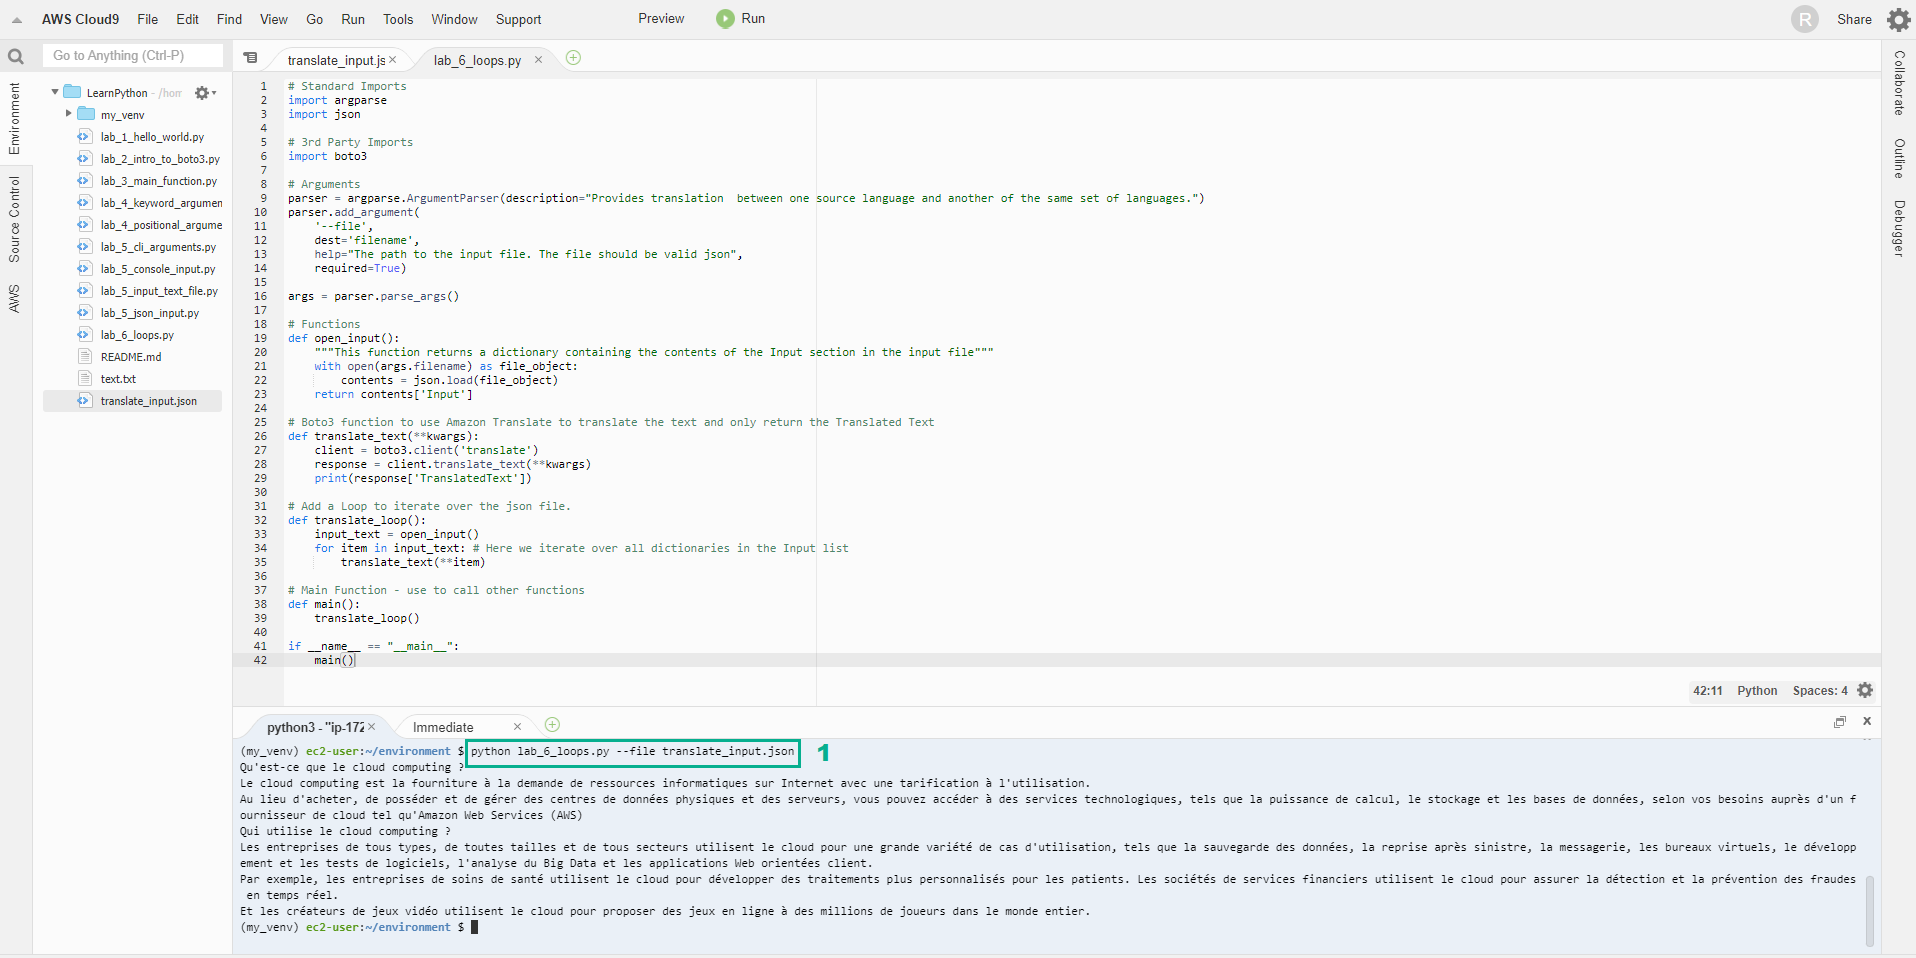 AWS Cloud9 File Edit Find View Go Run Tools Window Support Preview Run R Share
Go to Anything (Ctrl-P)
translate_input.js
lab_6_loops.py
Environment
Source Control
AWS
LearnPython - /hom
my_venv
lab_1_hello_world.py
lab_2_intro_to_boto3.py
lab_3_main_function.py
lab_4_keyword_argumen
lab_4_positional_argume
lab_5_cli_arguments.py
lab_5_console_input.py
lab_5_input_text_file.py
lab_5_json_input.py
lab_6_loops.py
README.md
text.txt
translate_input.json
1 # Standard Imports
2 import argparse
3 import json
4
5 # 3rd Party Imports
6 import boto3
7
8 # Arguments
9 parser = argparse.ArgumentParser(description="Provides translation  between one source language and another of the same set of languages.")
10 parser.add_argument(
11     '--file',
12     dest='filename',
13     help="The path to the input file. The file should be valid json",
14     required=True)
15
16 args = parser.parse_args()
17
18 # Functions
19 def open_input():
20     """This function returns a dictionary containing the contents of the Input section in the input file"""
21     with open(args.filename) as file_object:
22         contents = json.load(file_object)
23     return contents['Input']
24
25 # Boto3 function to use Amazon Translate to translate the text and only return the Translated Text
26 def translate_text(**kwargs):
27     client = boto3.client('translate')
28     response = client.translate_text(**kwargs)
29     print(response['TranslatedText'])
30
31 # Add a Loop to iterate over the json file.
32 def translate_loop():
33     input_text = open_input()
34     for item in input_text: # Here we iterate over all dictionaries in the Input list
35         translate_text(**item)
36
37 # Main Function - use to call other functions
38 def main():
39     translate_loop()
40
41 if __name__ == "__main__":
42     main()
42:11 Python Spaces: 4
Collaborate
Outline
Debugger
python3 - "ip-172
Immediate
(my_venv) ec2-user:~/environment $ python lab_6_loops.py --file translate_input.json 1
Qu'est-ce que le cloud computing ?
Le cloud computing est la fourniture à la demande de ressources informatiques sur Internet avec une tarification à l'utilisation.
Au lieu d'acheter, de posséder et de gérer des centres de données physiques et des serveurs, vous pouvez accéder à des services technologiques, tels que la puissance de calcul, le stockage et les bases de données, selon vos besoins auprès d'un f
ournisseur de cloud tel qu'Amazon Web Services (AWS)
Qui utilise le cloud computing ?
Les entreprises de tous types, de toutes tailles et de tous secteurs utilisent le cloud pour une grande variété de cas d'utilisation, tels que la sauvegarde des données, la reprise après sinistre, la messagerie, les bureaux virtuels, le développ
ement et les tests de logiciels, l'analyse du Big Data et les applications Web orientées client.
Par exemple, les entreprises de soins de santé utilisent le cloud pour développer des traitements plus personnalisés pour les patients. Les sociétés de services financiers utilisent le cloud pour assurer la détection et la prévention des fraudes
 en temps réel.
Et les créateurs de jeux vidéo utilisent le cloud pour proposer des jeux en ligne à des millions de joueurs dans le monde entier.
(my_venv) ec2-user:~/environment $